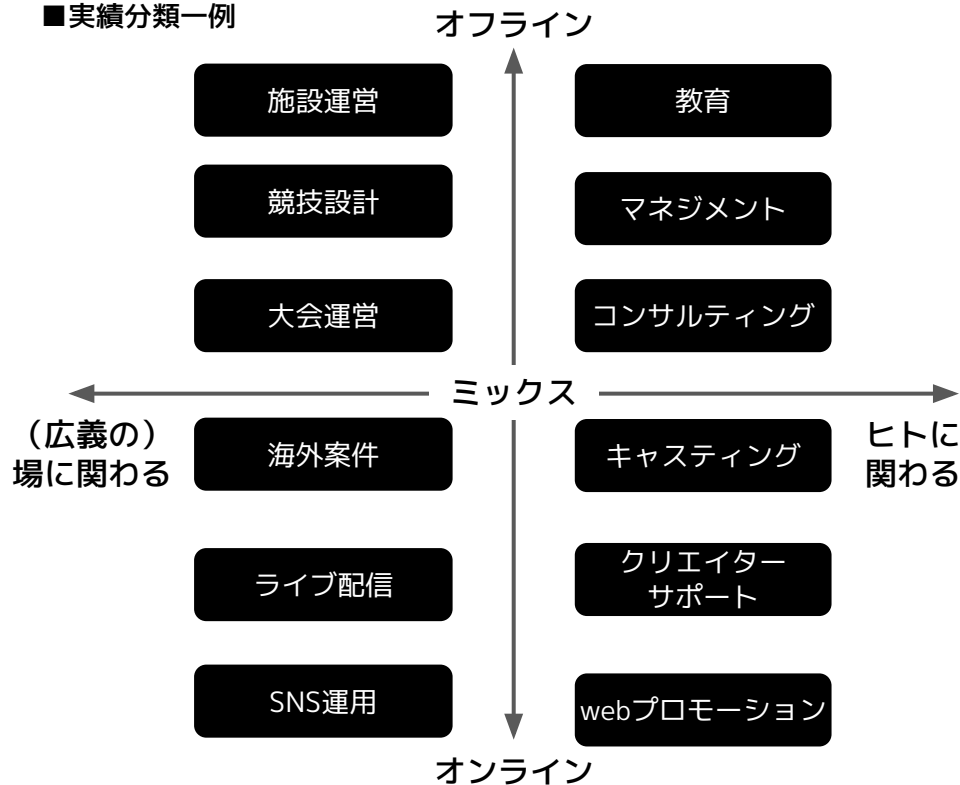 ■実績分類一例
オフライン
施設運営
教育
競技設計
マネジメント
大会運営
コンサルティング
ミックス
（広義の）
場に関わる
ヒトに
関わる
海外案件
キャスティング
ライブ配信
クリエイター
サポート
SNS運用
webプロモーション
オンライン